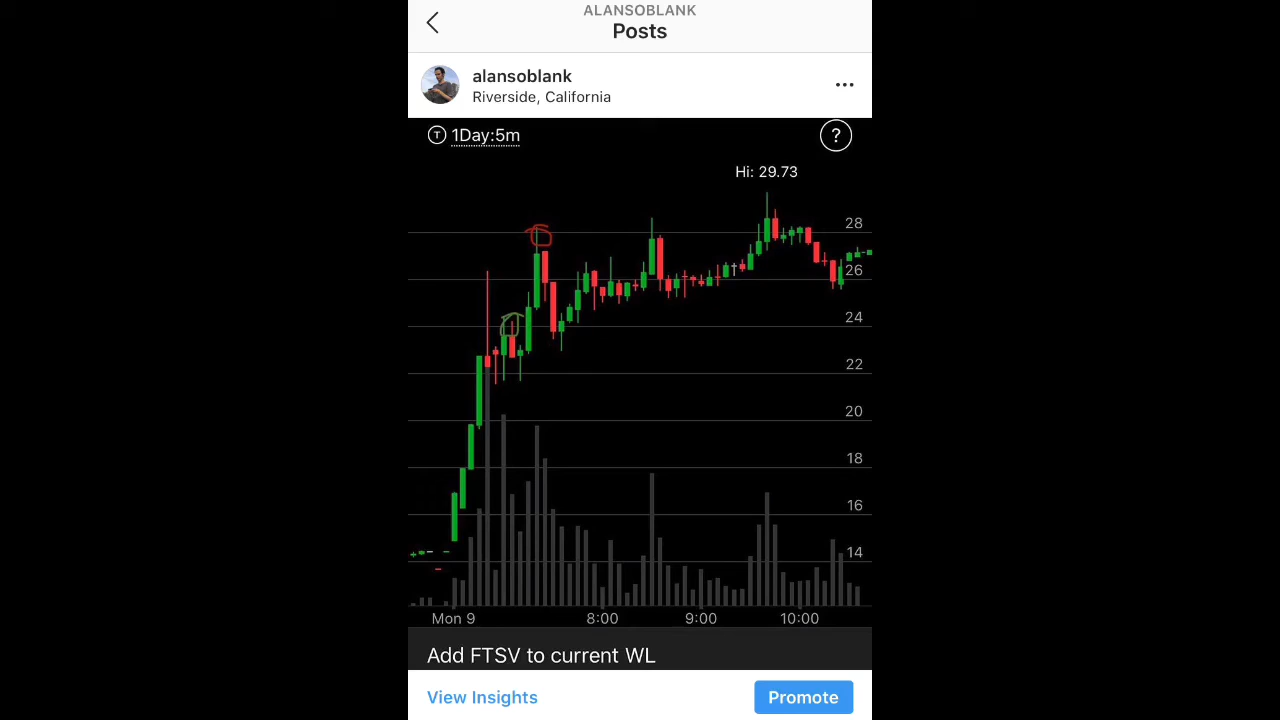 ALANSOBLANK
Posts
alansoblank
Riverside, California
T 1Day:5m
?
Hi: 29.73
28
26
24
22
20
18
16
14
Mon 9 8:00 9:00 10:00
Add FTSV to current WL
View Insights Promote